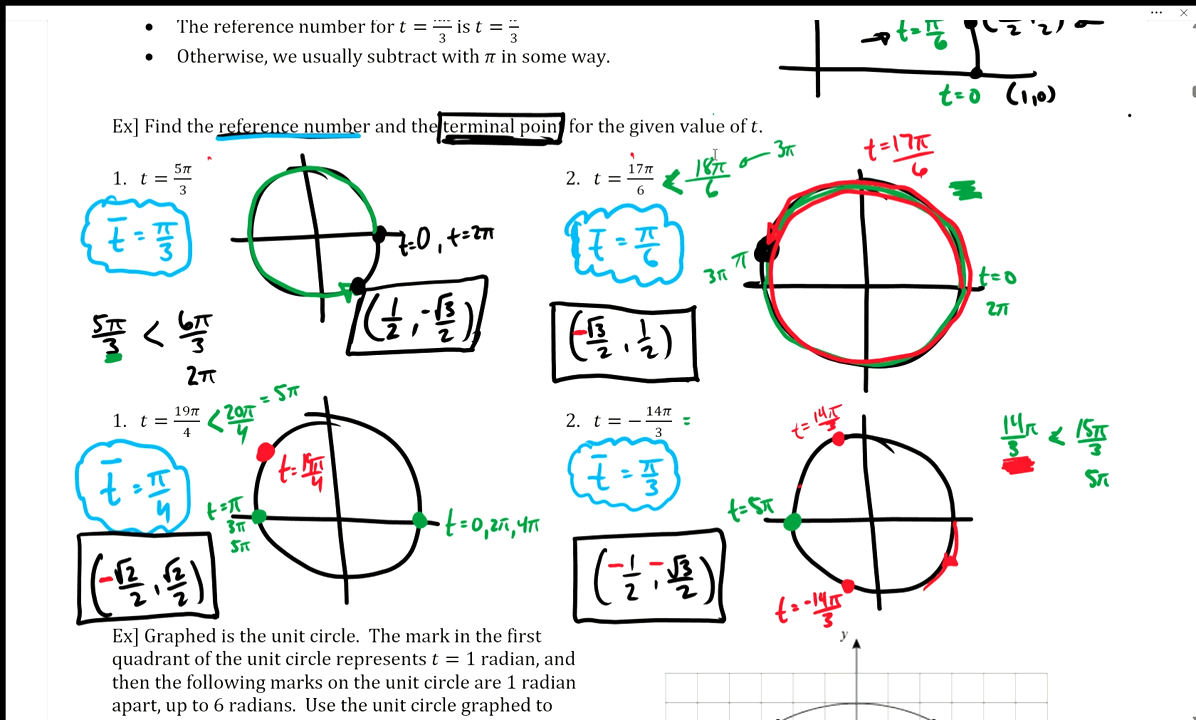 • The reference number for t = /3 is t = /3
• Otherwise, we usually subtract with π in some way.
t = π/6
t=0 (1,0)
Ex] Find the reference number and the terminal point for the given value of t.
1. t = 5π/3
t̄ = π/3
t=0, t=2π
(1/2, -√3/2)
5π/3 < 6π/3
2π
2. t = 17π/6 < 18π/6 3π
t=17π/6
t̄ = π/6
π
3π
t=0
2π
(-√3/2, 1/2)
1. t = 19π/4 < 20π/4 = 5π
t̄ = π/4
t=π
3π
5π
t=0, 2π, 4π
(-√2/2, √2/2)
2. t = −14π/3 =
t=14π/3
14π/3 < 15π/3
5π
t̄ = π/3
t=5π
(-1/2, -√3/2)
t=-14π/3
Ex] Graphed is the unit circle. The mark in the first
quadrant of the unit circle represents t = 1 radian, and
then the following marks on the unit circle are 1 radian
apart, up to 6 radians. Use the unit circle graphed to
y